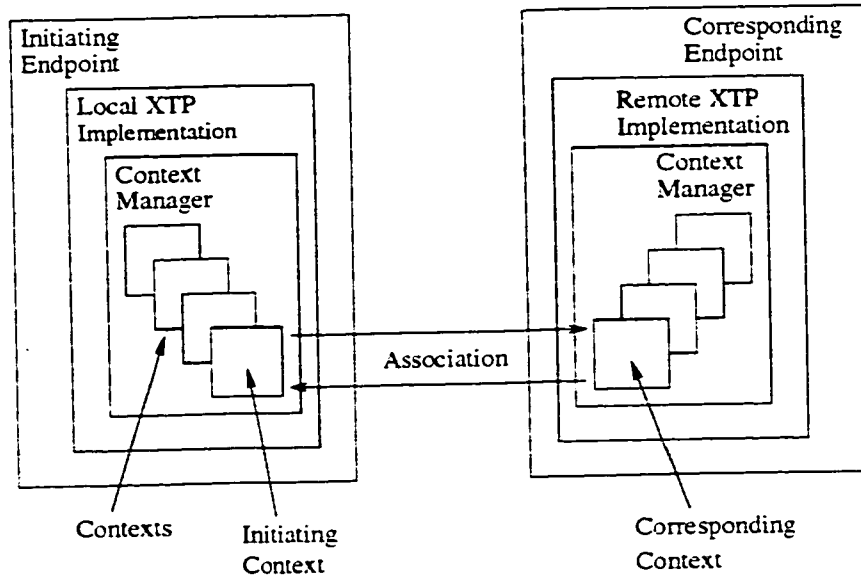 Initiating
Endpoint
Local XTP
Implementation
Context
Manager
Corresponding
Endpoint
Remote XTP
Implementation
Context
Manager
Association
Contexts
Initiating
Context
Corresponding
Context